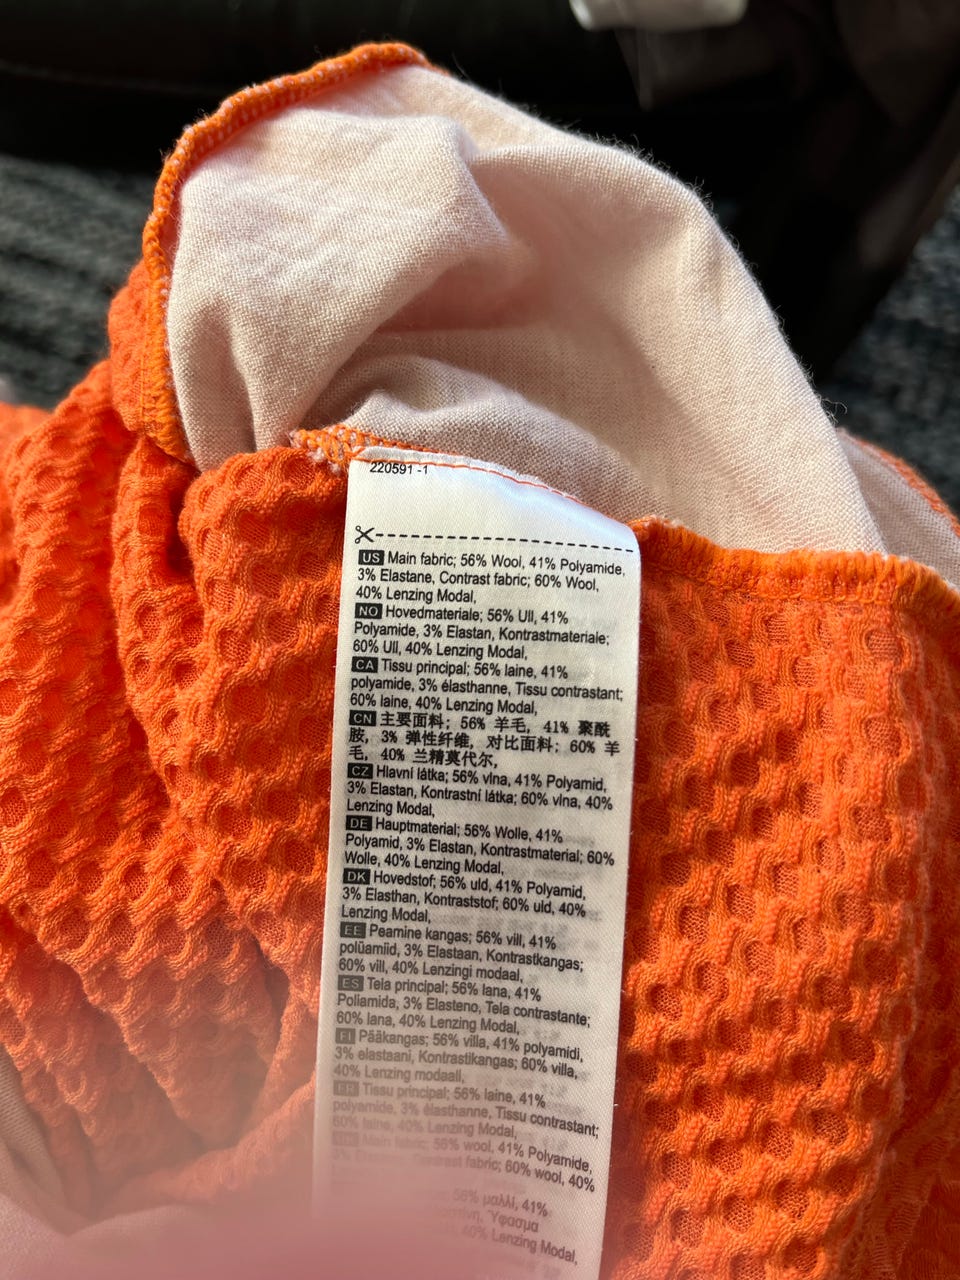 220591 -1
US Main fabric; 56% Wool, 41% Polyamide,
3% Elastane, Contrast fabric; 60% Wool,
40% Lenzing Modal,
NO Hovedmateriale; 56% Ull, 41%
Polyamide, 3% Elastan, Kontrastmateriale;
60% Ull, 40% Lenzing Modal,
CA Tissu principal; 56% laine, 41%
polyamide, 3% élasthanne, Tissu contrastant;
60% laine, 40% Lenzing Modal,
CN 主要面料; 56% 羊毛, 41% 聚酰
胺, 3% 弹性纤维, 对比面料; 60% 羊
毛, 40% 兰精莫代尔,
CZ Hlavní látka; 56% vlna, 41% Polyamid,
3% Elastan, Kontrastní látka; 60% vlna, 40%
Lenzing Modal,
DE Hauptmaterial; 56% Wolle, 41%
Polyamid, 3% Elastan, Kontrastmaterial; 60%
Wolle, 40% Lenzing Modal,
DK Hovedstof; 56% uld, 41% Polyamid,
3% Elasthan, Kontraststof; 60% uld, 40%
Lenzing Modal,
EE Peamine kangas; 56% vill, 41%
polüamiid, 3% Elastaan, Kontrastkangas;
60% vill, 40% Lenzingi modaal,
ES Tela principal; 56% lana, 41%
Poliamida, 3% Elasteno, Tela contrastante;
60% lana, 40% Lenzing Modal,
FI Pääkangas; 56% villa, 41% polyamidi,
3% elastaani, Kontrastikangas; 60% villa,
40% Lenzing modaali,
FR Tissu principal; 56% laine, 41%
polyamide, 3% élasthanne, Tissu contrastant;
60% laine, 40% Lenzing Modal,
Main fabric; 56% wool, 41% Polyamide,
3% Elastane, Contrast fabric; 60% wool, 40%
56% μαλλί, 41%
Ύφασμα
40% Lenzing Modal,